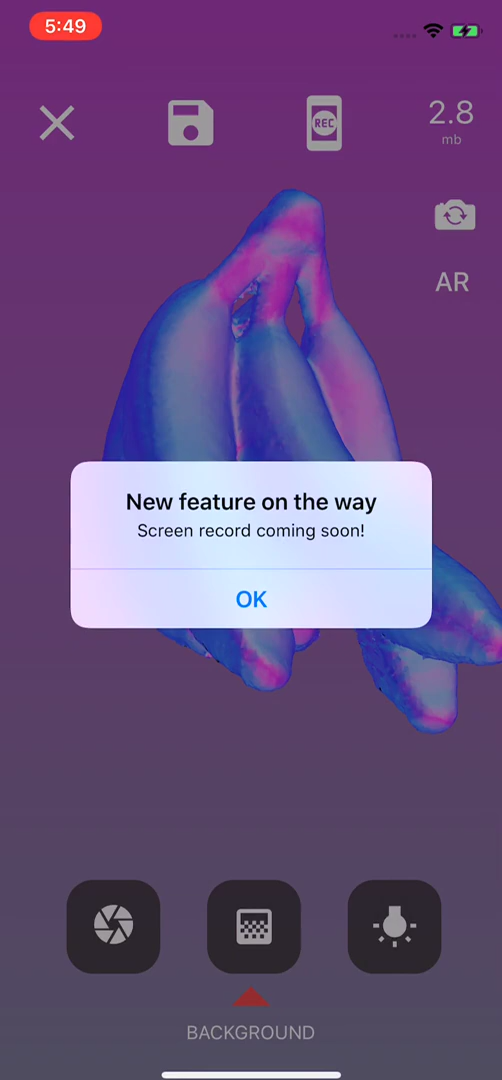 5:49
REC
2.8
mb
AR
New feature on the way
Screen record coming soon!
OK
BACKGROUND